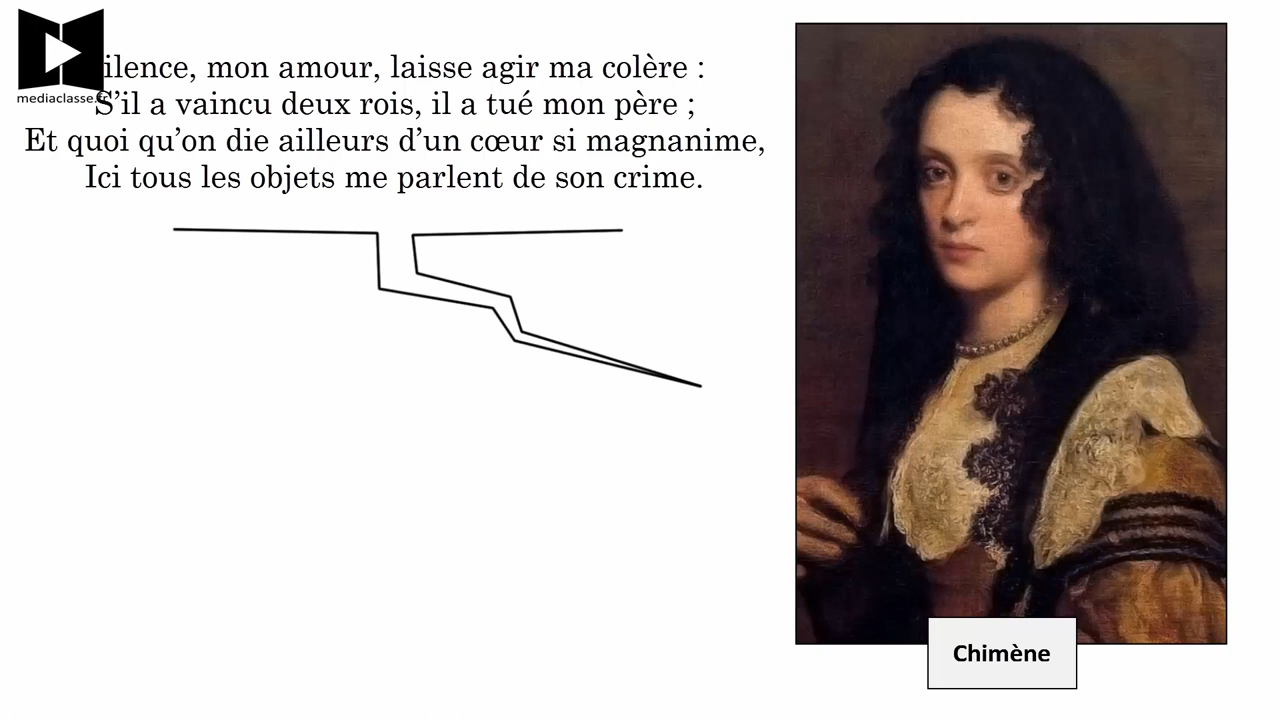 ilence, mon amour, laisse agir ma colère :
S’il a vaincu deux rois, il a tué mon père ;
Et quoi qu’on die ailleurs d’un cœur si magnanime,
Ici tous les objets me parlent de son crime.
mediaclasse.fr
Chimène